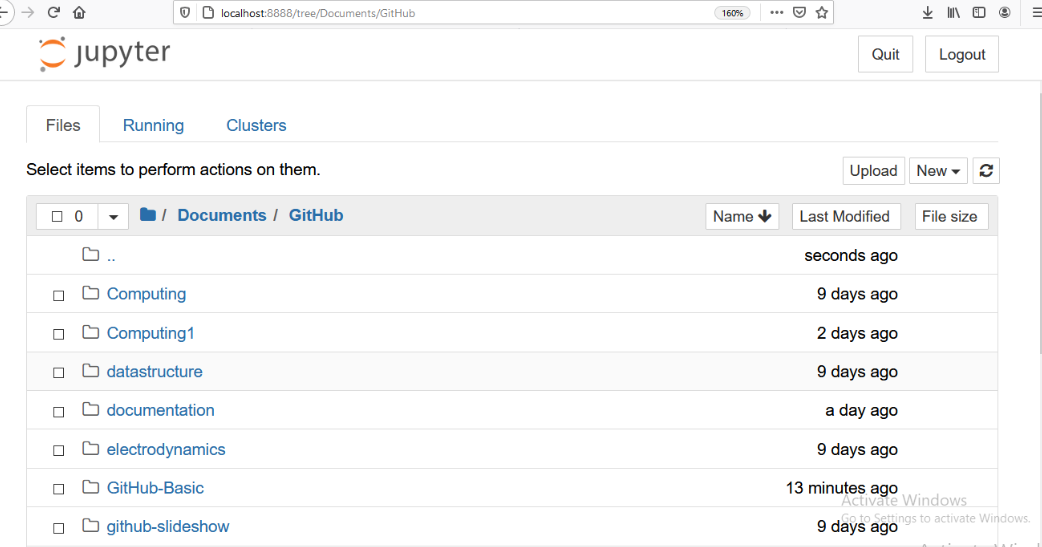 localhost:8888/tree/Documents/GitHub 160%
jupyter Quit Logout
Files Running Clusters
Select items to perform actions on them. Upload New
0 / Documents / GitHub Name Last Modified File size
.. seconds ago
Computing 9 days ago
Computing1 2 days ago
datastructure 9 days ago
documentation a day ago
electrodynamics 9 days ago
GitHub-Basic 13 minutes ago
Activate Windows
github-slideshow 9 days ago
Go to Settings to activate Windows.